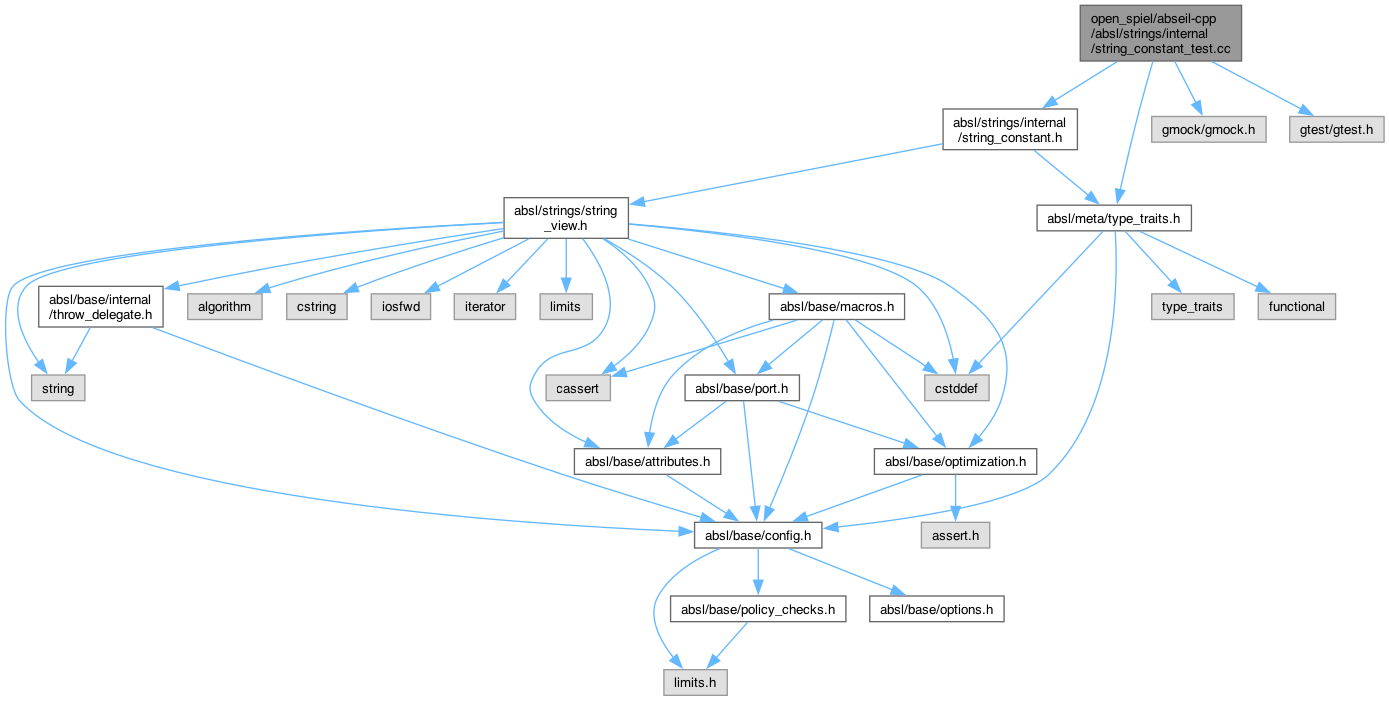 open_spiel/abseil-cpp
/absl/strings/internal
/string_constant_test.cc
absl/strings/internal
/string_constant.h
gmock/gmock.h
gtest/gtest.h
absl/strings/string
_view.h
absl/meta/type_traits.h
absl/base/internal
/throw_delegate.h
algorithm
cstring
iosfwd
iterator
limits
absl/base/macros.h
type_traits
functional
string
cassert
absl/base/port.h
cstddef
absl/base/attributes.h
absl/base/optimization.h
absl/base/config.h
assert.h
absl/base/policy_checks.h
absl/base/options.h
limits.h